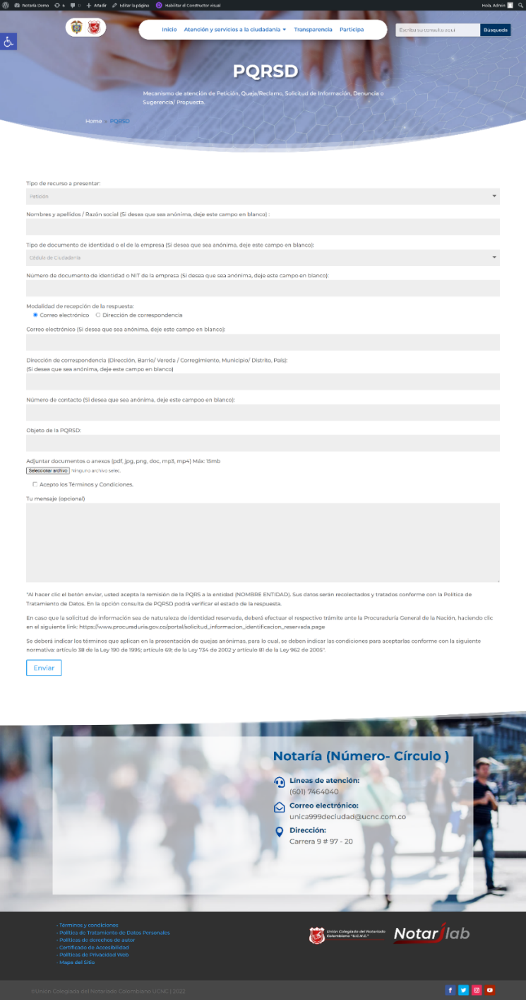 Notaría Demo 6 0 Añadir Editar la página Habilitar el Constructor visual Hola, Admin
Inicio Atención y servicios a la ciudadanía Transparencia Participa
Escriba su consulta aquí Búsqueda
PQRSD
Mecanismo de atención de Petición, Queja/Reclamo, Solicitud de Información, Denuncia o
Sugerencia/ Propuesta.
Home » PQRSD
Tipo de recurso a presentar:
Petición
Nombres y apellidos / Razón social (Si desea que sea anónima, deje este campo en blanco) :
Tipo de documento de identidad o el de la empresa (Si desea que sea anónima, deje este campo en blanco):
Cédula de Ciudadanía
Número de documento de identidad o NIT de la empresa (Si desea que sea anónima, deje este campo en blanco):
Modalidad de recepción de la respuesta:
Correo electrónico Dirección de correspondencia
Correo electrónico (Si desea que sea anónima, deje este campo en blanco):
Dirección de correspondencia (Dirección, Barrio/ Vereda / Corregimiento, Municipio/ Distrito, País):
(Si desea que sea anónima, deje este campo en blanco)
Número de contacto (Si desea que sea anónima, deje este campoo en blanco):
Objeto de la PQRSD:
Adjuntar documentos o anexos (pdf, jpg, png, doc, mp3, mp4) Máx: 15mb
Seleccionar archivo Ninguno archivo selec.
Acepto los Términos y Condiciones.
Tu mensaje (opcional)
"Al hacer clic el botón enviar, usted acepta la remisión de la PQRS a la entidad (NOMBRE ENTIDAD). Sus datos serán recolectados y tratados conforme con la Política de
Tratamiento de Datos. En la opción consulta de PQRSD podrá verificar el estado de la respuesta.
En caso que la solicitud de información sea de naturaleza de identidad reservada, deberá efectuar el respectivo trámite ante la Procuraduría General de la Nación, haciendo clic
en el siguiente link: https://www.procuraduria.gov.co/portal/solicitud_informacion_identificacion_reservada.page
Se deberá indicar los términos que aplican en la presentación de quejas anónimas, para lo cual, se deben indicar las condiciones para aceptarlas conforme con la siguiente
normativa: artículo 38 de la Ley 190 de 1995; artículo 69; de la Ley 734 de 2002 y artículo 81 de la Ley 962 de 2005".
Enviar
Notaría (Número- Círculo )
Líneas de atención:
(601) 7464040
Correo electrónico:
unica999deciudad@ucnc.com.co
Dirección:
Carrera 9 # 97 - 20
• Términos y condiciones
• Política de Tratamiento de Datos Personales
• Políticas de derechos de autor
• Certificado de Accesibilidad
• Políticas de Privacidad Web
• Mapa del Sitio
Unión Colegiada del Notariado
Colombiano "U.C.N.C."
Notarilab
©Unión Colegiada del Notariado Colombiano UCNC | 2022